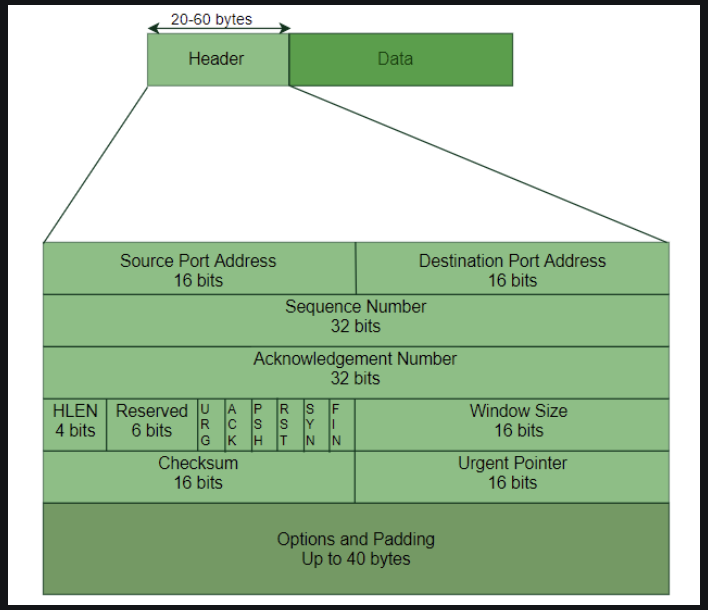 20-60 bytes
Header
Data
Source Port Address
16 bits
Destination Port Address
16 bits
Sequence Number
32 bits
Acknowledgement Number
32 bits
HLEN
4 bits
Reserved
6 bits
URG
ACK
PSH
RST
SYN
FIN
Window Size
16 bits
Checksum
16 bits
Urgent Pointer
16 bits
Options and Padding
Up to 40 bytes